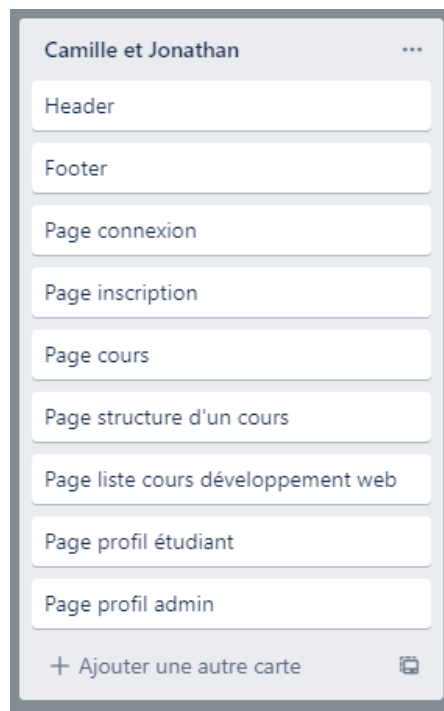 Camille et Jonathan
Header
Footer
Page connexion
Page inscription
Page cours
Page structure d'un cours
Page liste cours développement web
Page profil étudiant
Page profil admin
+ Ajouter une autre carte